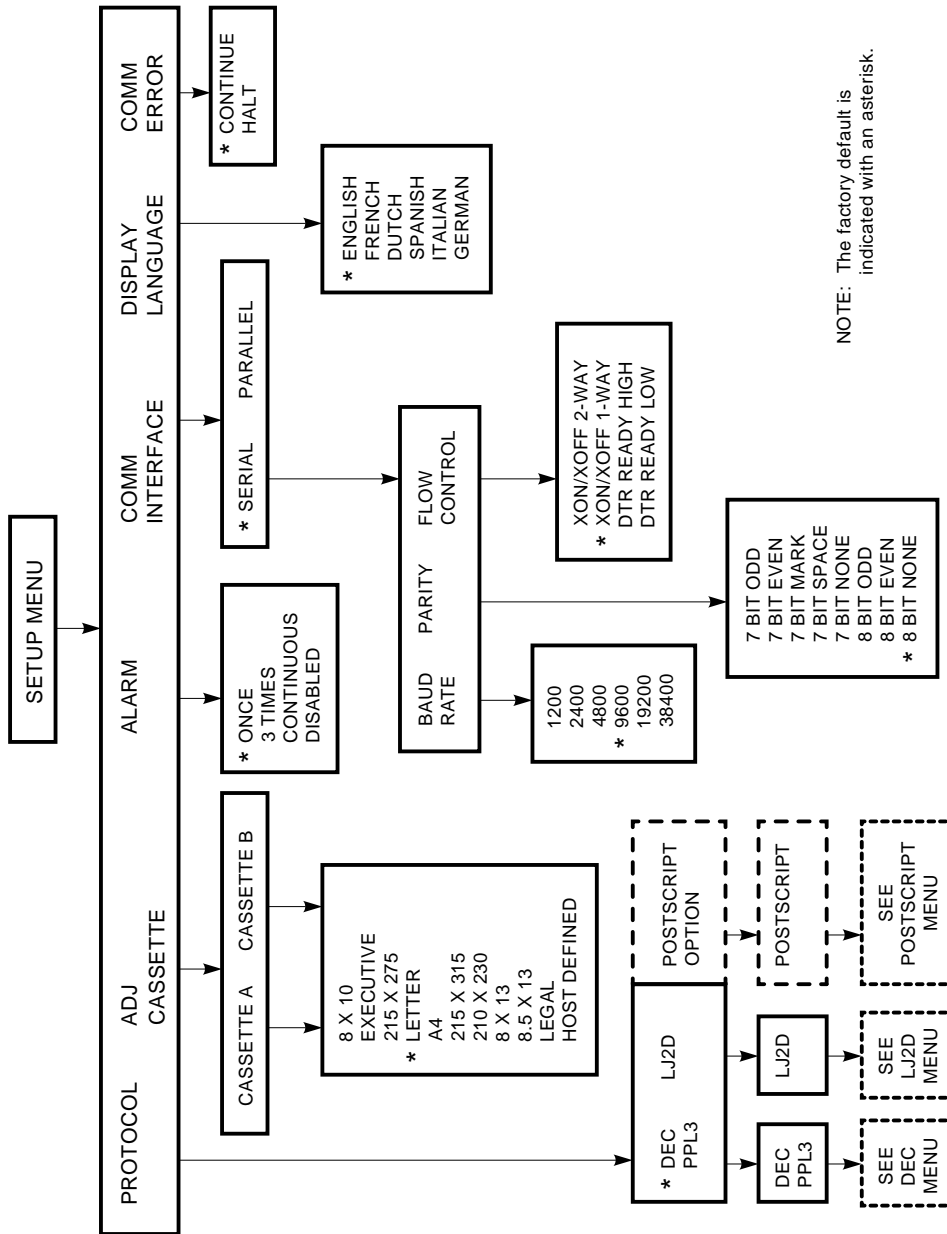 SETUP MENU
PROTOCOL
ADJ
CASSETTE
ALARM
COMM
INTERFACE
DISPLAY
LANGUAGE
COMM
ERROR
CASSETTE A CASSETTE B
8 X 10
EXECUTIVE
215 X 275
* LETTER
A4
215 X 315
210 X 230
8 X 13
8.5 X 13
LEGAL
HOST DEFINED
* ONCE
3 TIMES
CONTINUOUS
DISABLED
* SERIAL PARALLEL
* CONTINUE
HALT
* ENGLISH
FRENCH
DUTCH
SPANISH
ITALIAN
GERMAN
BAUD
RATE
PARITY
FLOW
CONTROL
1200
2400
4800
* 9600
19200
38400
XON/XOFF 2-WAY
* XON/XOFF 1-WAY
DTR READY HIGH
DTR READY LOW
7 BIT ODD
7 BIT EVEN
7 BIT MARK
7 BIT SPACE
7 BIT NONE
8 BIT ODD
8 BIT EVEN
* 8 BIT NONE
* DEC
PPL3
LJ2D
POSTSCRIPT
OPTION
DEC
PPL3
LJ2D
POSTSCRIPT
SEE
DEC
MENU
SEE
LJ2D
MENU
SEE
POSTSCRIPT
MENU
NOTE: The factory default is
indicated with an asterisk.